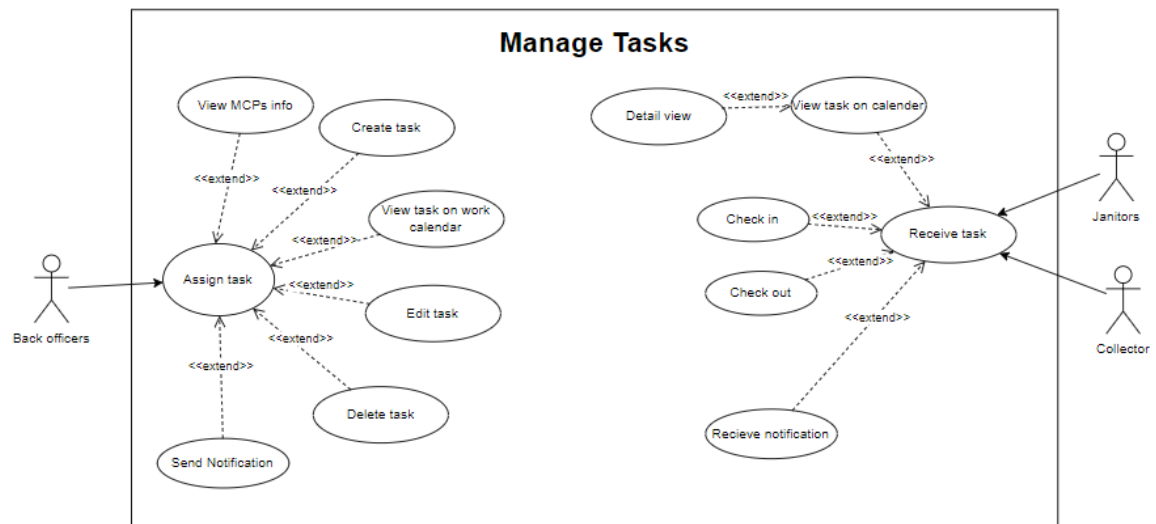 Manage Tasks
View MCPs info
Create task
<<extend>>
<<extend>>
View task on work
calendar
<<extend>>
Assign task
<<extend>>
Edit task
<<extend>>
<<extend>>
Delete task
Send Notification
Back officers
Detail view
<<extend>>
View task on calender
<<extend>>
Check in
<<extend>>
Receive task
<<extend>>
Check out
<<extend>>
Recieve notification
Janitors
Collector